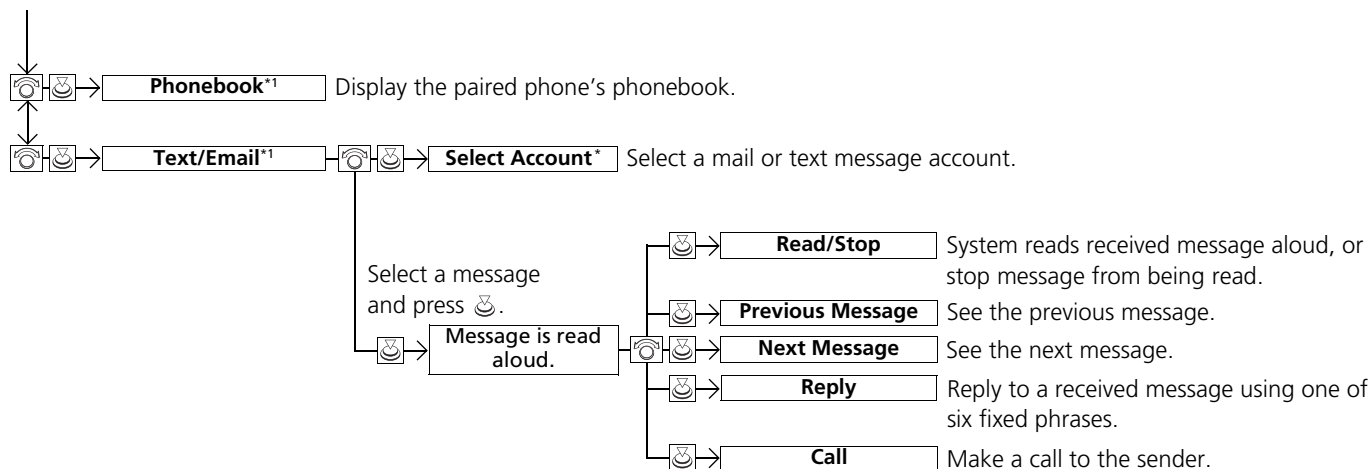 Phonebook*1 Display the paired phone’s phonebook.
Text/Email*1 Select Account* Select a mail or text message account.
Select a message
and press .
Message is read
aloud.
Read/Stop System reads received message aloud, or
stop message from being read.
Previous Message See the previous message.
Next Message See the next message.
Reply Reply to a received message using one of
six fixed phrases.
Call Make a call to the sender.